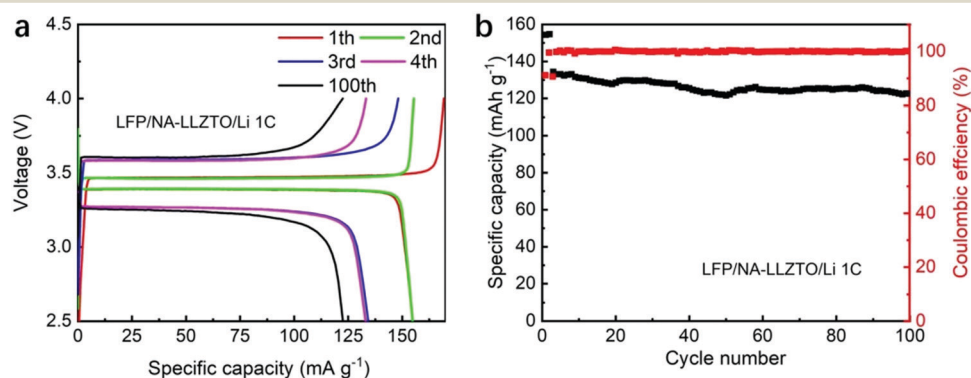 a
4.5
4.0
3.5
3.0
2.5
Voltage (V)
1th
2nd
3rd
4th
100th
LFP/NA-LLZTO/Li 1C
0
25
50
75
100
125
150
Specific capacity (mA g⁻¹)
b
160
140
120
100
80
60
40
20
0
Specific capacity (mAh g⁻¹)
LFP/NA-LLZTO/Li 1C
0
20
40
60
80
100
Cycle number
100
80
60
40
20
0
Coulombic effciency (%)